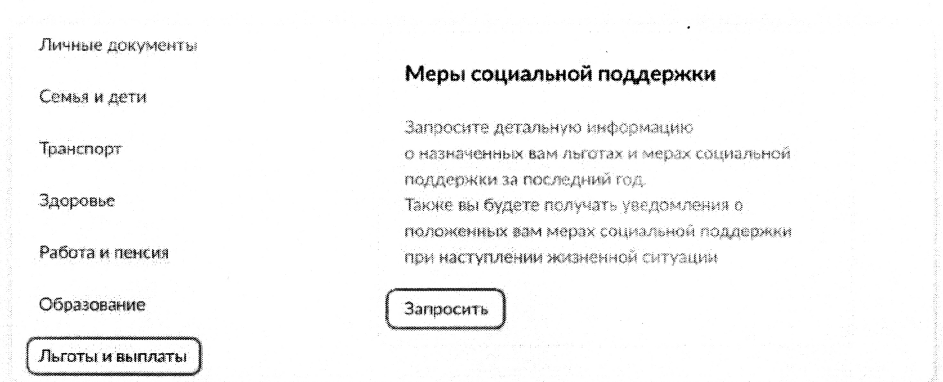 Личные документы
Семья и дети
Транспорт
Здоровье
Работа и пенсия
Образование
Льготы и выплаты
Меры социальной поддержки
Запросите детальную информацию
о назначенных вам льготах и мерах социальной
поддержки за последний год.
Также вы будете получать уведомления о
положенных вам мерах социальной поддержки
при наступлении жизненной ситуации
Запросить